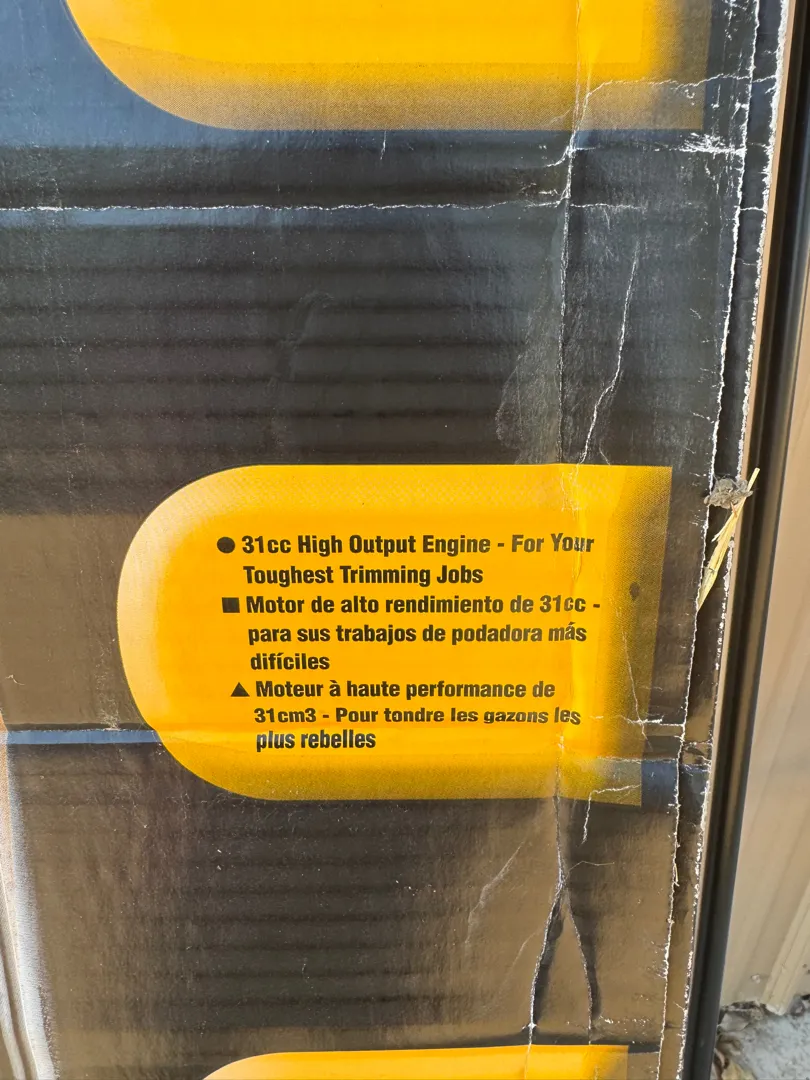 ● 31cc High Output Engine - For Your
Toughest Trimming Jobs
■ Motor de alto rendimiento de 31cc -
para sus trabajos de podadora más
difíciles
▲ Moteur à haute performance de
31cm3 - Pour tondre les gazons les
plus rebelles